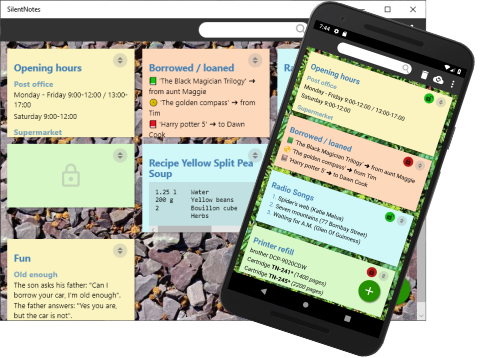 SilentNotes
Opening hours
Post office
Monday - Friday 9:00-12:00 / 13:00-
17:00
Saturday 9:00-12:00
Supermarket
Borrowed / loaned
'The Black Magician Trilogy' ➔
from aunt Maggie
'The golden compass' ➔ from
Tim
'Harry potter 5' ➔ to Dawn
Cook
Recipe Yellow Split Pea
Soup
1.25 l Water
200 g Yellow beans
2 Bouillon cube
Herbs
Fun
Old enough
The son asks his father: "Can I
borrow your car, I'm old enough".
The father answers: "Yes you are,
but the car is not".
7:44
Opening hours
Post office
Monday - Friday 9:00-12:00 / 13:00-17:00
Saturday 9:00-12:00
Supermarket
Borrowed / loaned
'The Black Magician Trilogy' ➔ from aunt Maggie
'The golden compass' ➔ from
Tim
'Harry potter 5' ➔ to Dawn Cook
Radio Songs
1. Spider's web (Katie Melua)
2. Seven mountains (77 Bombay Street)
3. Waiting for A.M. (Glen Of Guinness)
Printer refill
brother DCP-9020CDW
Cartridge TN-241* (1400 pages)
Cartridge TN-245* (2200 pages)